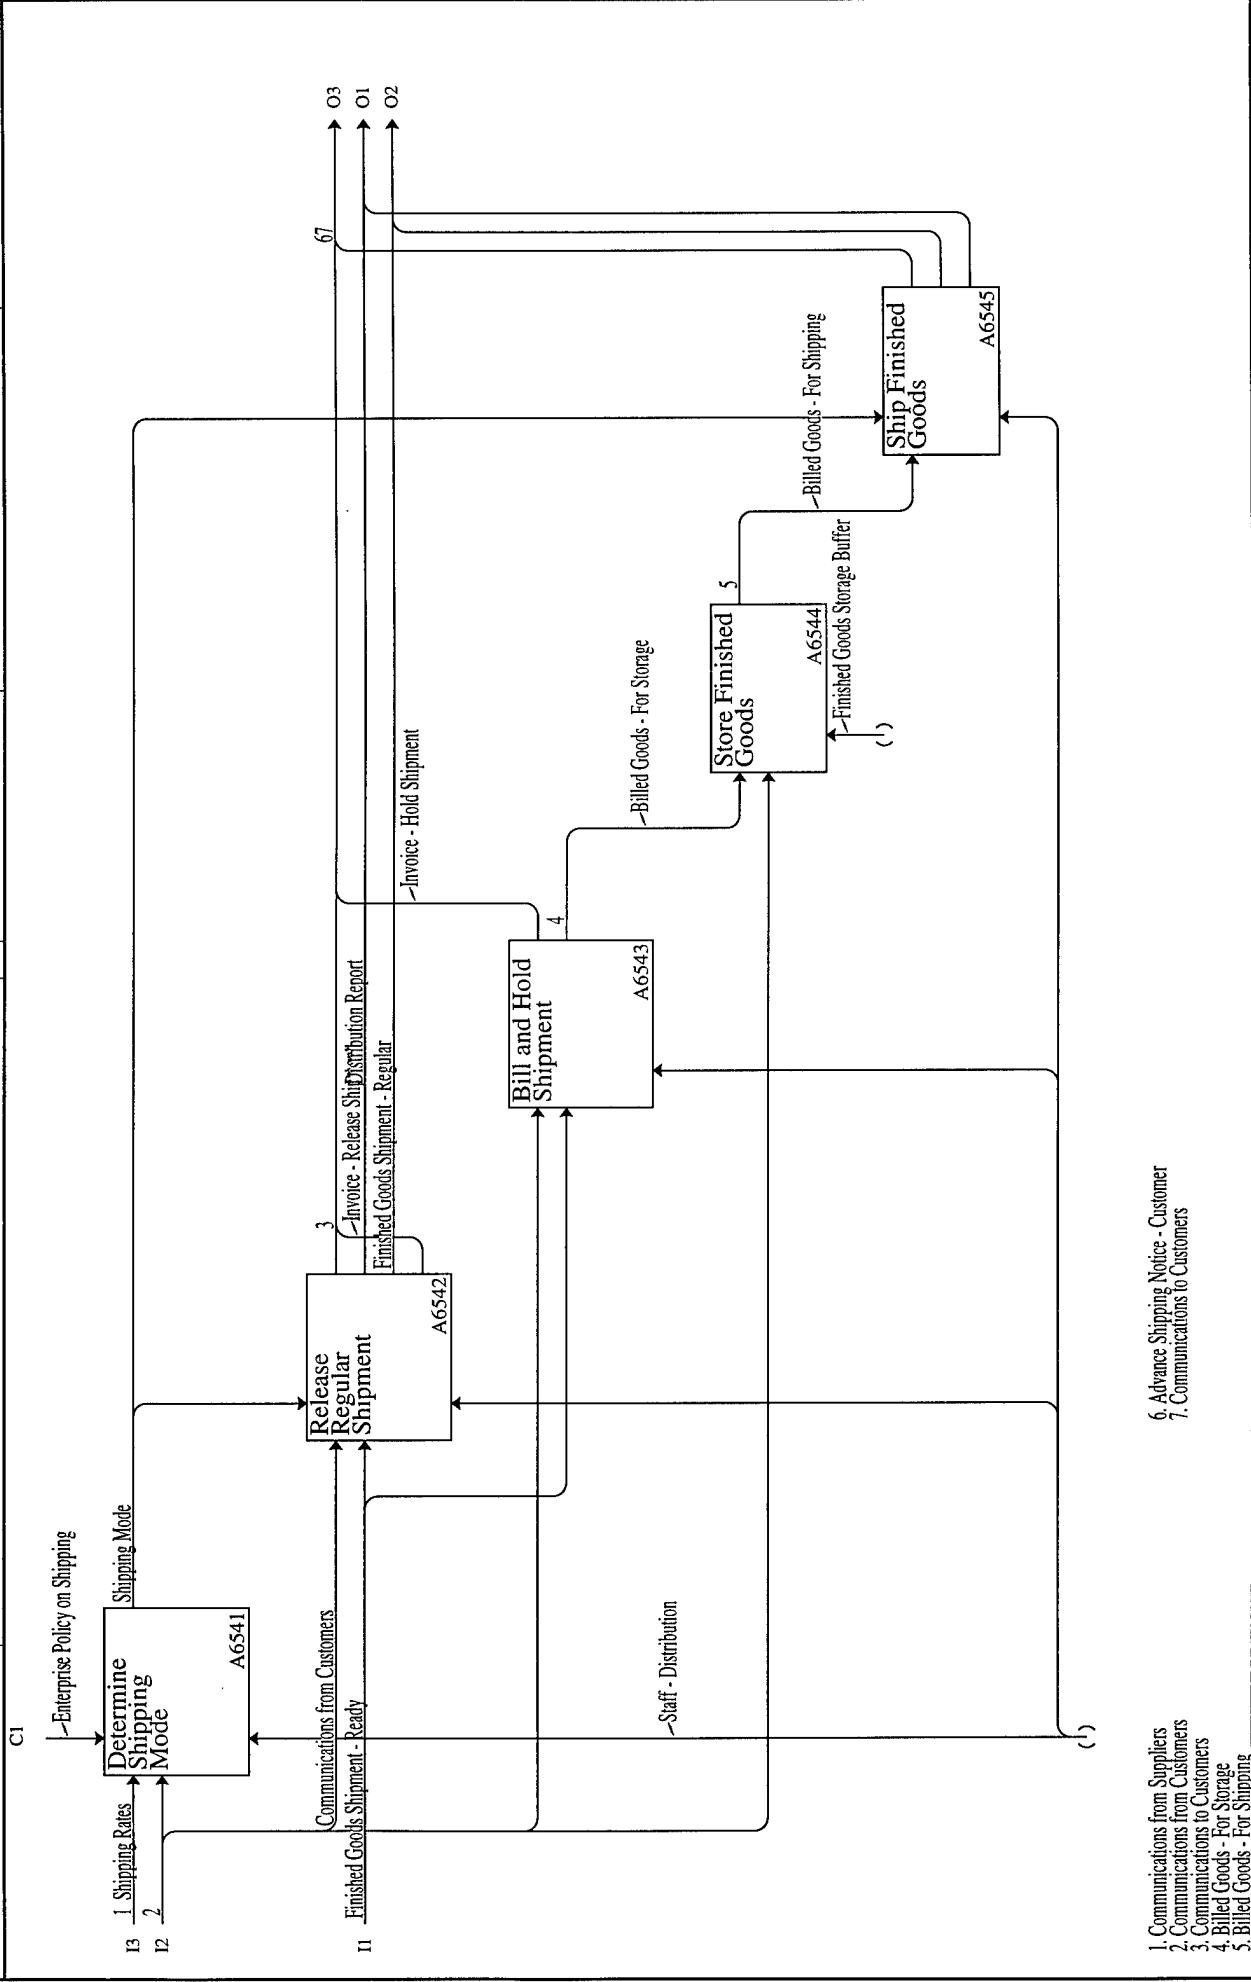 C1
Enterprise Policy on Shipping
I3
1 Shipping Rates
I2
2
Determine
Shipping
Mode
A6541
Shipping Mode
Communications from Customers
I1
Finished Goods Shipment - Ready
Release
Regular
Shipment
A6542
3
Invoice - Release Ship
Distribution Report
Finished Goods Shipment - Regular
Bill and Hold
Shipment
A6543
4
Invoice - Hold Shipment
Billed Goods - For Storage
Store Finished
Goods
A6544
5
Finished Goods Storage Buffer
Billed Goods - For Shipping
Ship Finished
Goods
A6545
67
O3
O1
O2
Staff - Distribution
1. Communications from Suppliers
2. Communications from Customers
3. Communications to Customers
4. Billed Goods - For Storage
5. Billed Goods - For Shipping
6. Advance Shipping Notice - Customer
7. Communications to Customers